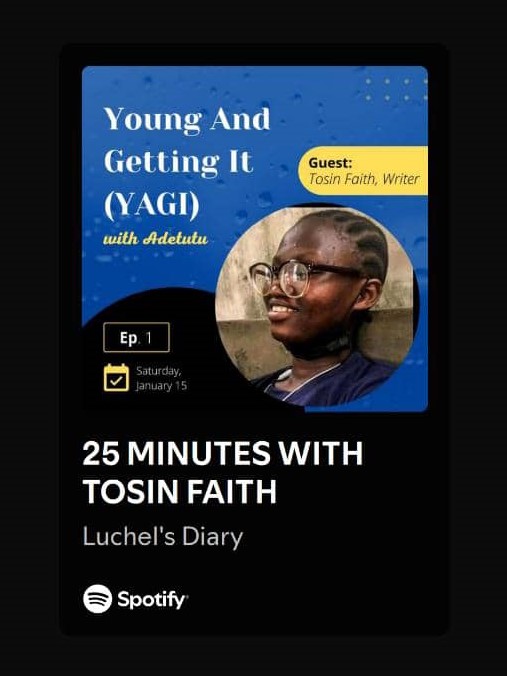 Young And
Getting It
(YAGI)
with Adetutu
Guest:
Tosin Faith, Writer
Ep. 1
Saturday,
January 15
25 MINUTES WITH
TOSIN FAITH
Luchel's Diary
Spotify